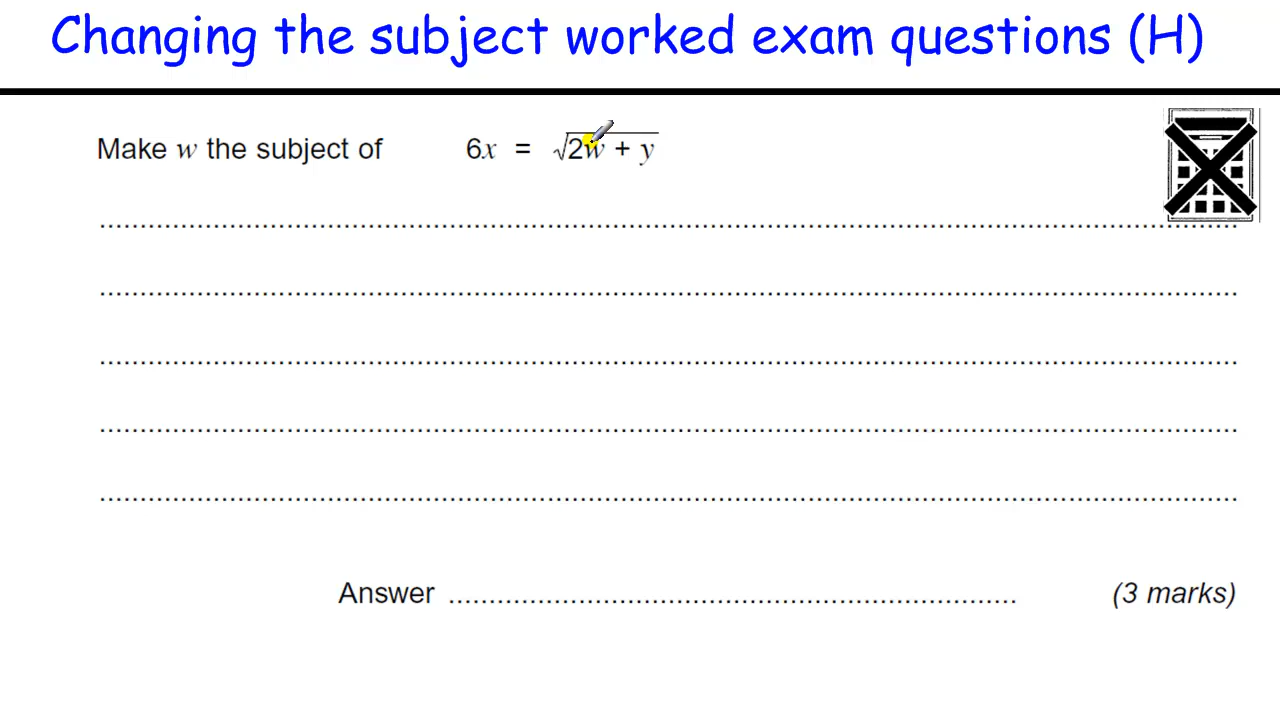 Changing the subject worked exam questions (H)
Make w the subject of 6x = √2w + y
Answer ................................................................ (3 marks)